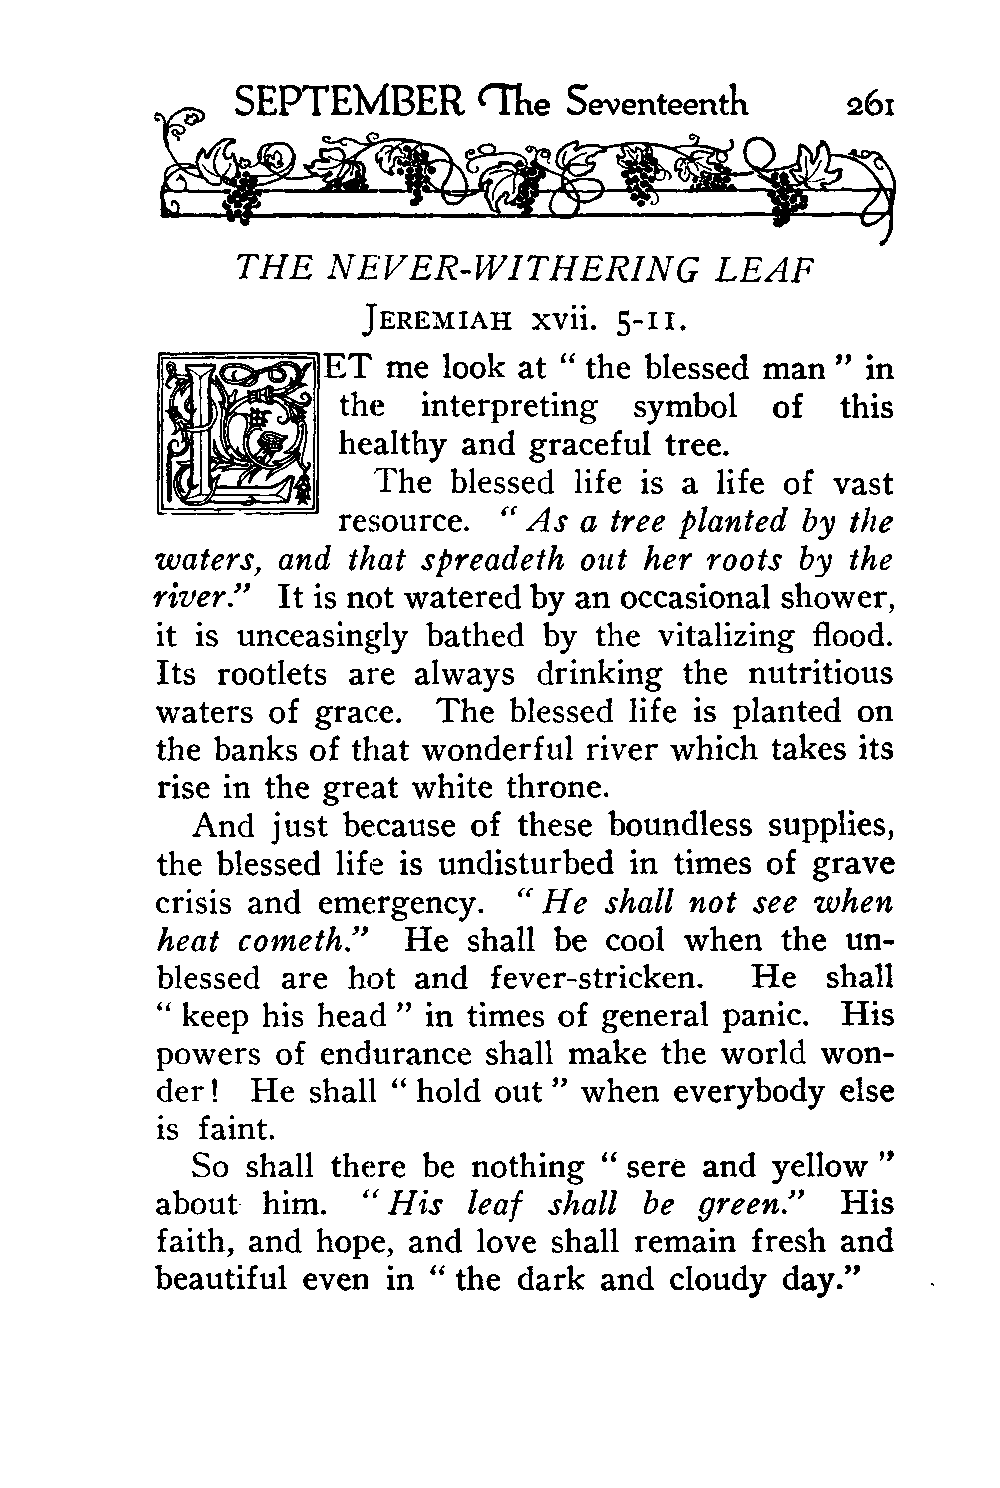 SEPTEMBER The Seventeenth 261
THE NEVER-WITHERING LEAF
JEREMIAH xvii. 5-11.
LET me look at “ the blessed man ” in
the interpreting symbol of this
healthy and graceful tree.
The blessed life is a life of vast
resource. “ As a tree planted by the
waters, and that spreadeth out her roots by the
river.” It is not watered by an occasional shower,
it is unceasingly bathed by the vitalizing flood.
Its rootlets are always drinking the nutritious
waters of grace. The blessed life is planted on
the banks of that wonderful river which takes its
rise in the great white throne.
And just because of these boundless supplies,
the blessed life is undisturbed in times of grave
crisis and emergency. “ He shall not see when
heat cometh.” He shall be cool when the un-
blessed are hot and fever-stricken. He shall
“ keep his head ” in times of general panic. His
powers of endurance shall make the world won-
der! He shall “ hold out ” when everybody else
is faint.
So shall there be nothing “ sere and yellow ”
about him. “ His leaf shall be green.” His
faith, and hope, and love shall remain fresh and
beautiful even in “ the dark and cloudy day.”